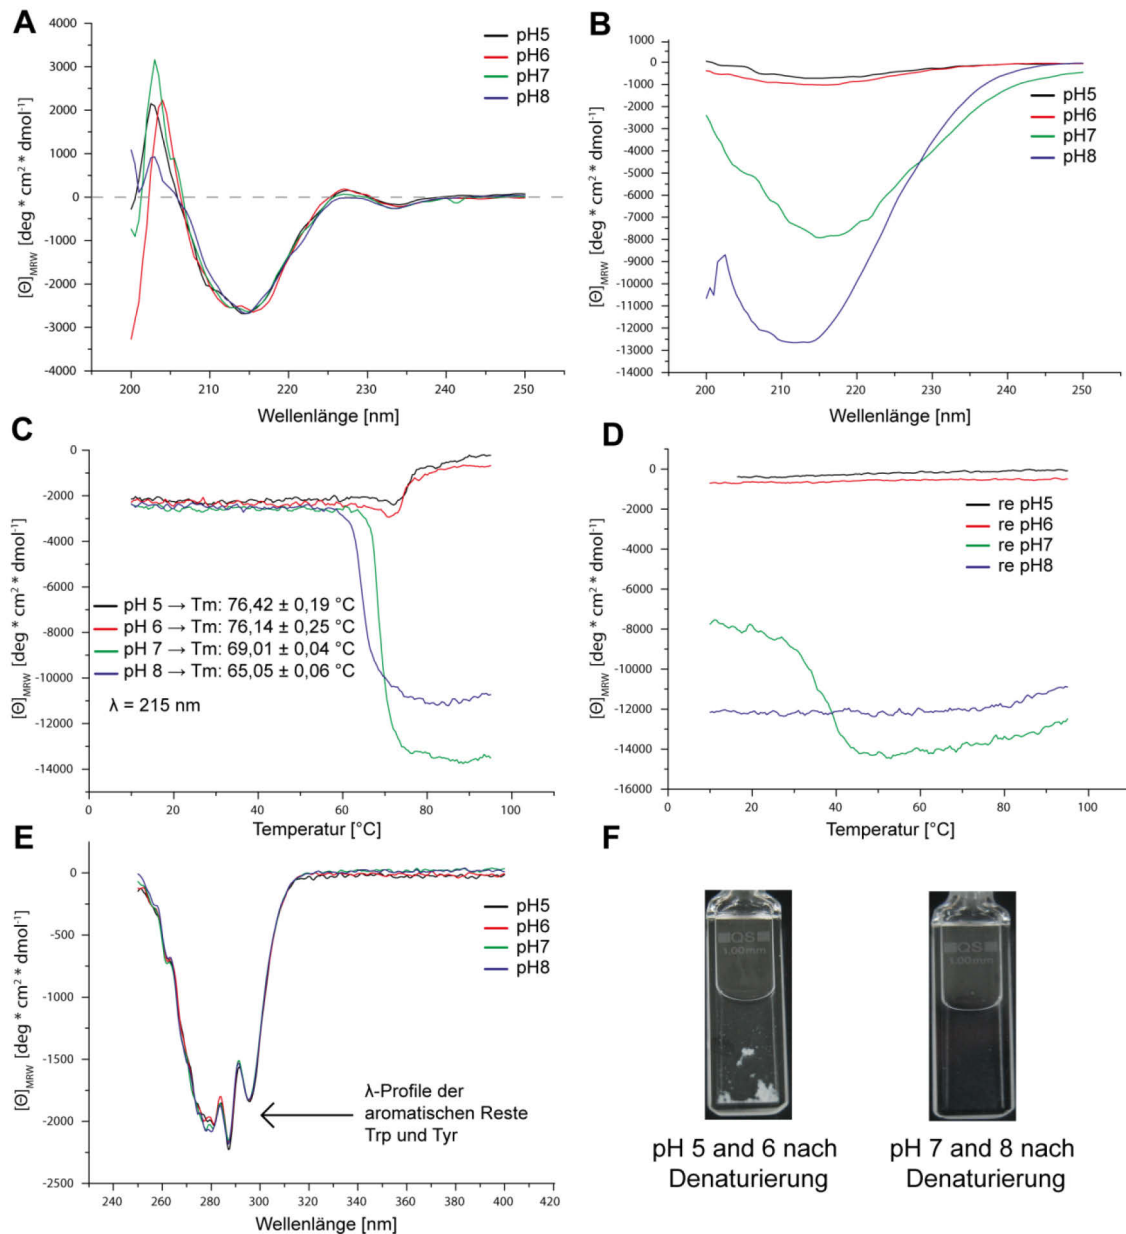 A
4000
3000
2000
1000
0
-1000
-2000
-3000
-4000
[Θ]MRW [deg * cm² * dmol⁻¹]
200 210 220 230 240 250
Wellenlänge [nm]
pH5
pH6
pH7
pH8
B
1000
0
-1000
-2000
-3000
-4000
-5000
-6000
-7000
-8000
-9000
-10000
-11000
-12000
-13000
-14000
[Θ]MRW [deg * cm² * dmol⁻¹]
200 210 220 230 240 250
Wellenlänge [nm]
pH5
pH6
pH7
pH8
C
0
-2000
-4000
-6000
-8000
-10000
-12000
-14000
[Θ]MRW [deg * cm² * dmol⁻¹]
pH 5 → Tm: 76,42 ± 0,19 °C
pH 6 → Tm: 76,14 ± 0,25 °C
pH 7 → Tm: 69,01 ± 0,04 °C
pH 8 → Tm: 65,05 ± 0,06 °C
λ = 215 nm
0 20 40 60 80 100
Temperatur [°C]
D
0
-2000
-4000
-6000
-8000
-10000
-12000
-14000
-16000
[Θ]MRW [deg * cm² * dmol⁻¹]
re pH5
re pH6
re pH7
re pH8
0 20 40 60 80 100
Temperatur [°C]
E
0
-500
-1000
-1500
-2000
-2500
[Θ]MRW [deg * cm² * dmol⁻¹]
pH5
pH6
pH7
pH8
λ-Profile der
aromatischen Reste
Trp und Tyr
240 260 280 300 320 340 360 380 400 420
Wellenlänge [nm]
F
QS
1.00mm
QS
1.00mm
pH 5 and 6 nach
Denaturierung
pH 7 and 8 nach
Denaturierung